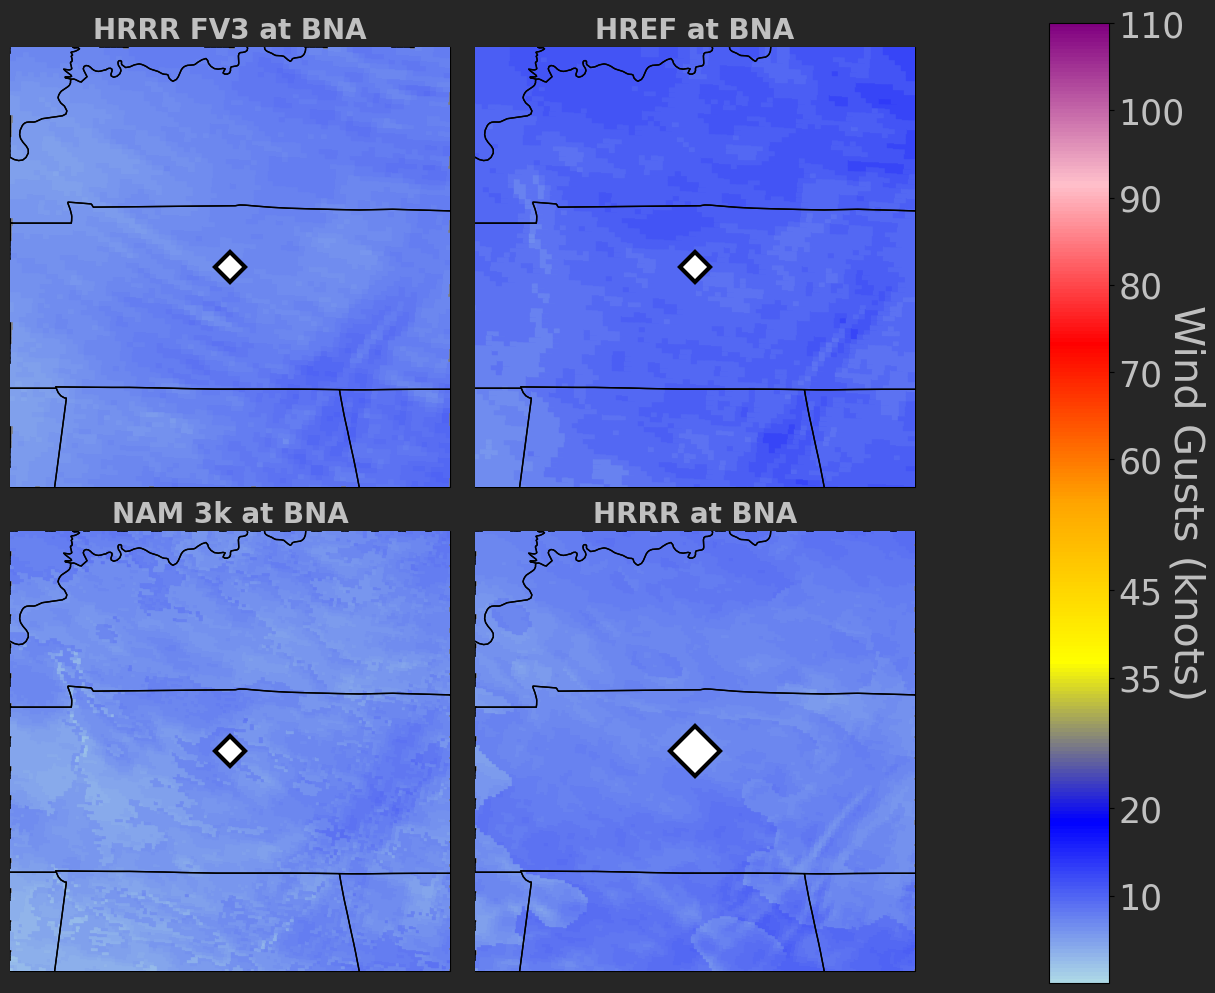 HRRR FV3 at BNA
HREF at BNA
NAM 3k at BNA
HRRR at BNA
110
100
90
80
70
60
45
35
20
10
Wind Gusts (knots)